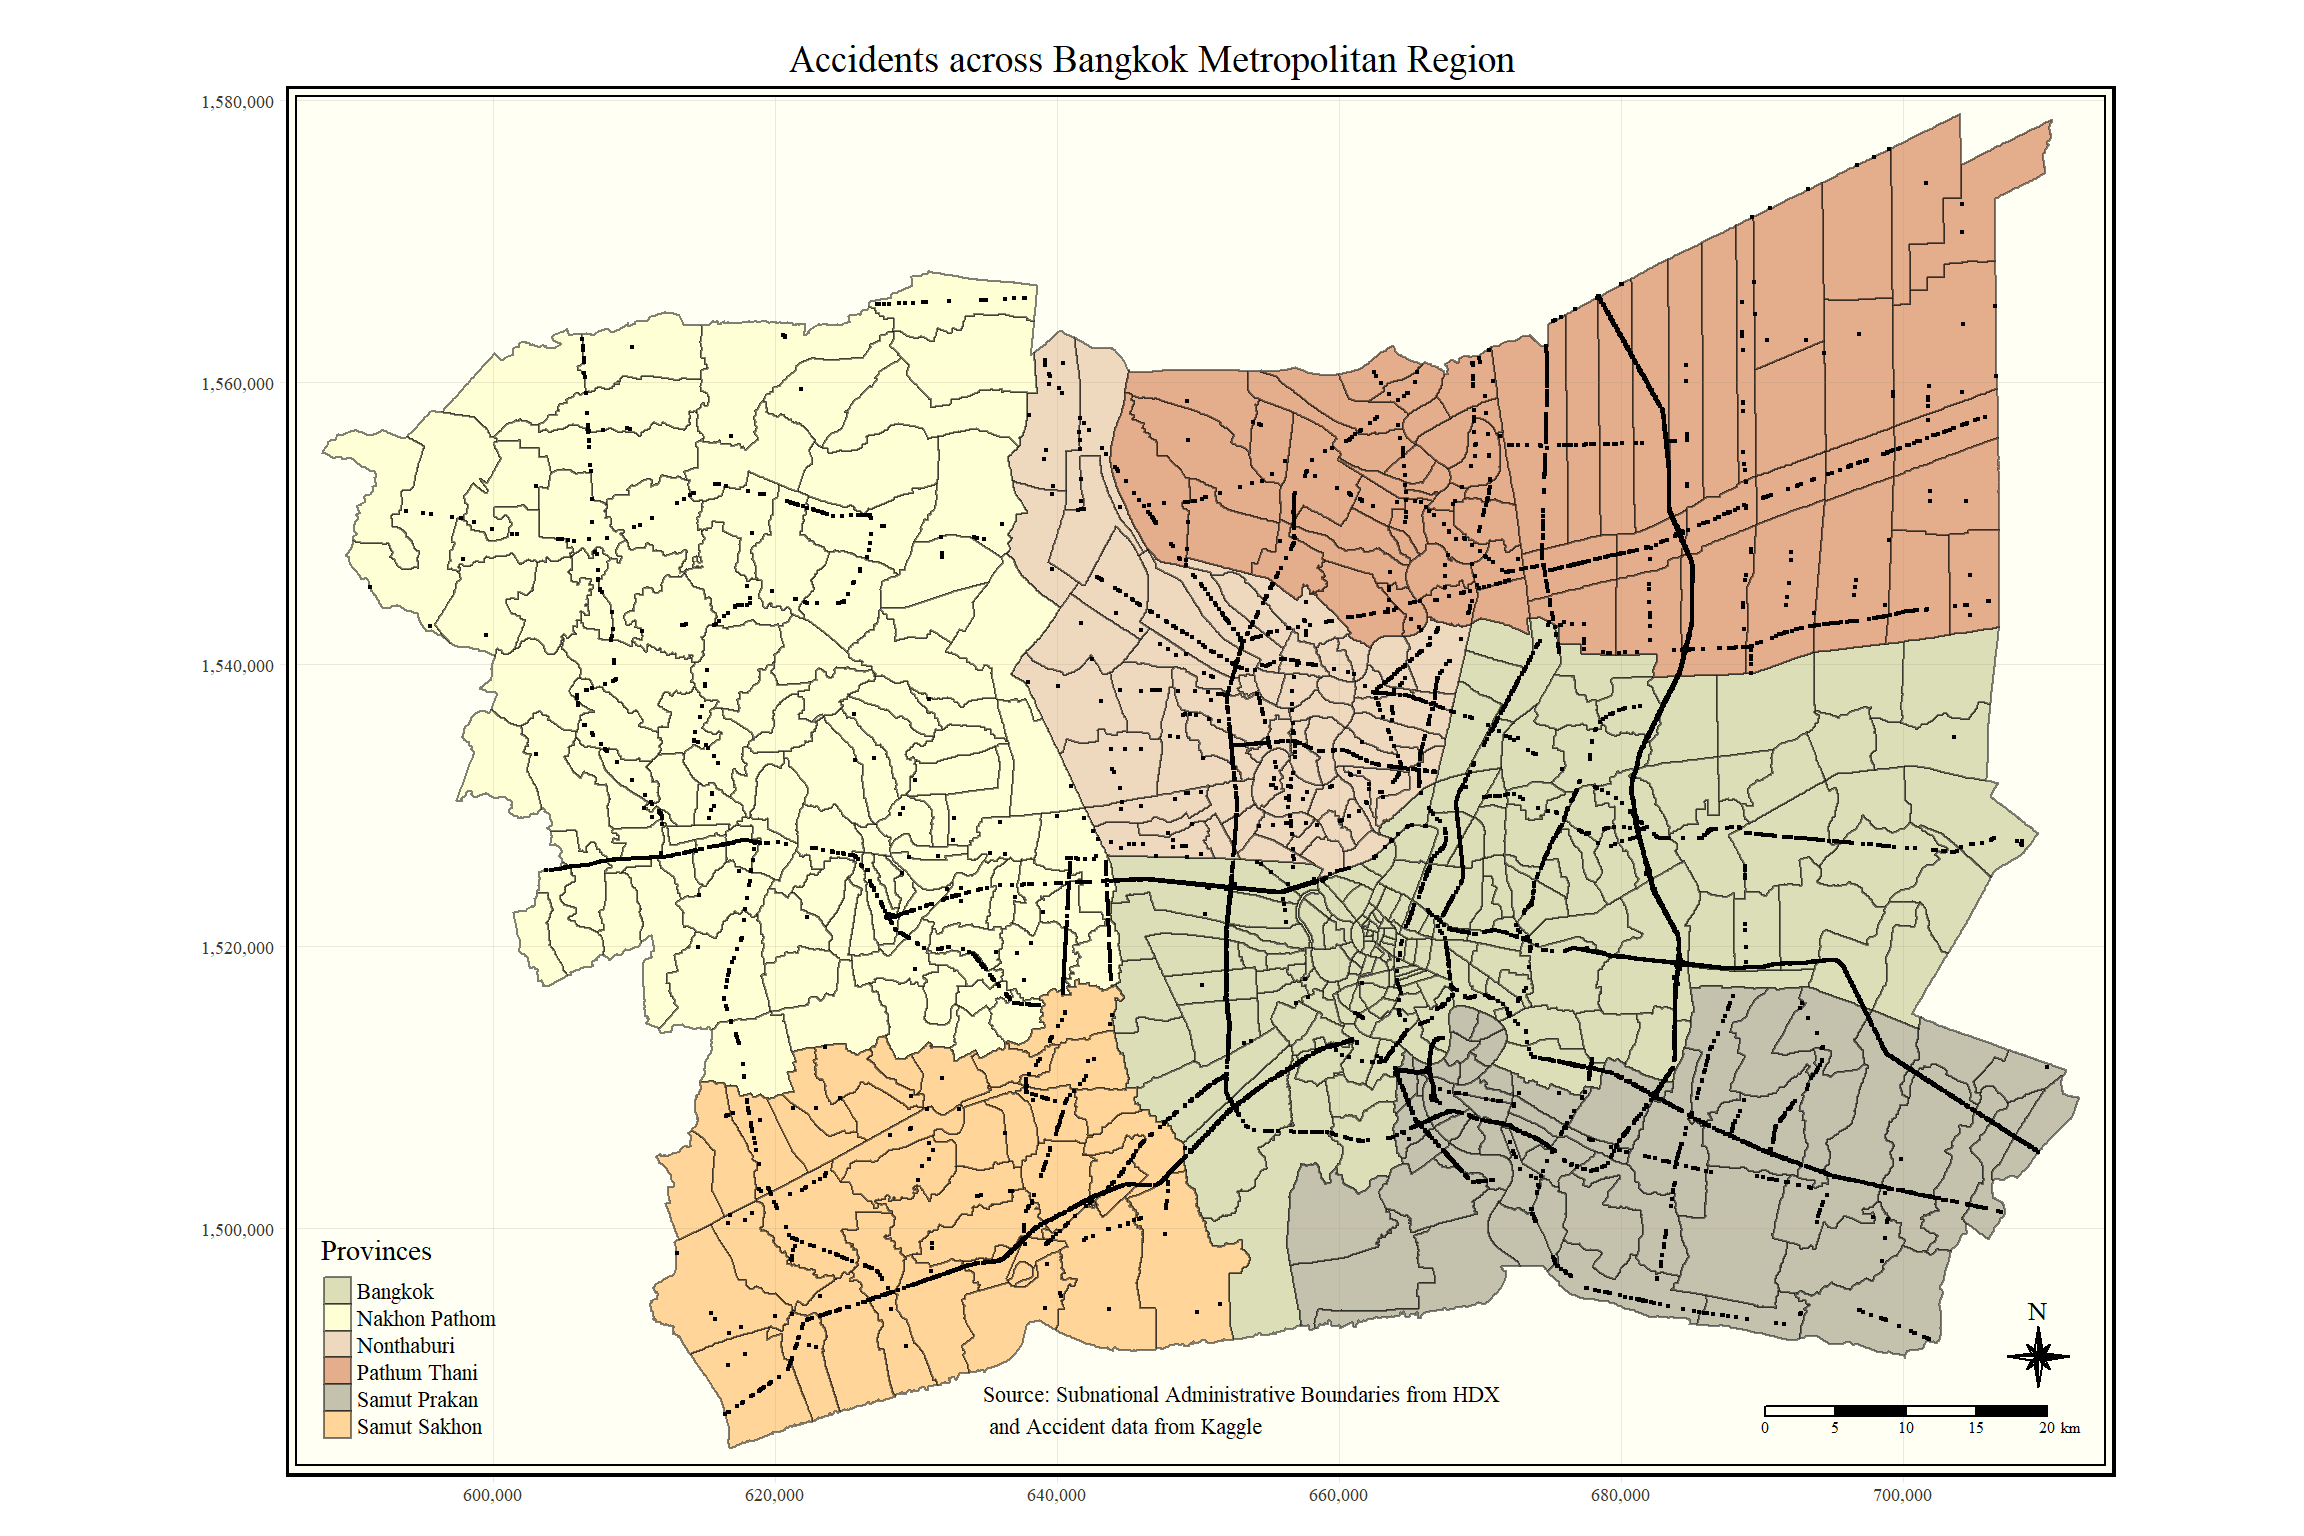 Accidents across Bangkok Metropolitan Region
1,580,000
1,560,000
1,540,000
1,520,000
1,500,000
Provinces
Bangkok
Nakhon Pathom
Nonthaburi
Pathum Thani
Samut Prakan
Samut Sakhon
Source: Subnational Administrative Boundaries from HDX
and Accident data from Kaggle
N
0 5 10 15 20 km
600,000 620,000 640,000 660,000 680,000 700,000